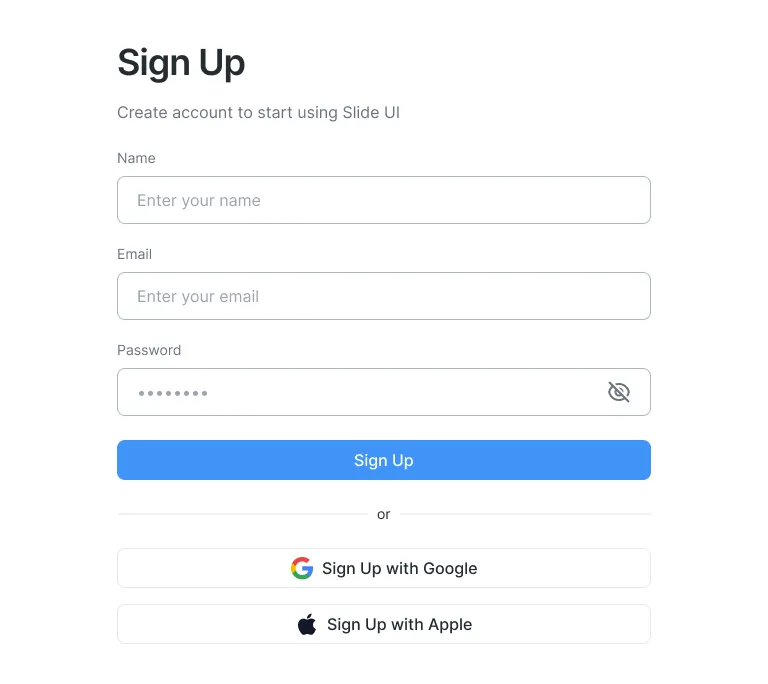 Sign Up
Create account to start using Slide UI
Name
Enter your name
Email
Enter your email
Password
••••••••
Sign Up
or
Sign Up with Google
Sign Up with Apple